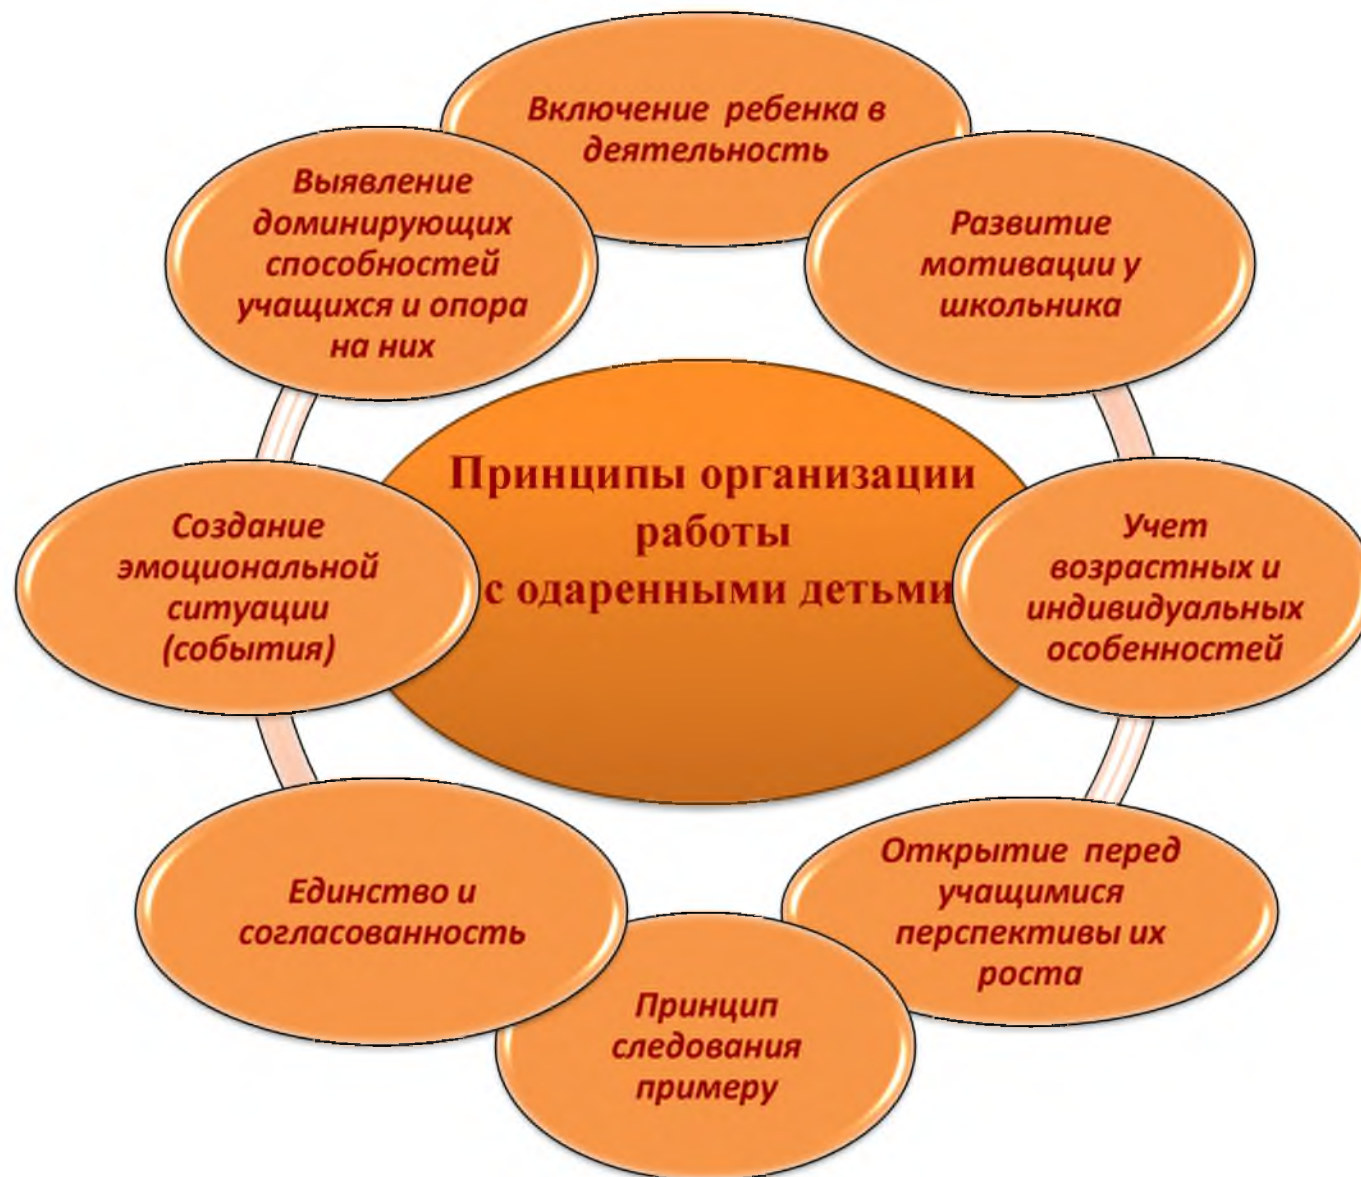 Включение ребенка в
деятельность
Развитие
мотивации у
школьника
Учет
возрастных и
индивидуальных
особенностей
Открытие перед
учащимися
перспективы их
роста
Принцип
следования
примеру
Единство и
согласованность
Создание
эмоциональной
ситуации
(события)
Выявление
доминирующих
способностей
учащихся и опора
на них
Принципы организации
работы
с одаренными детьми